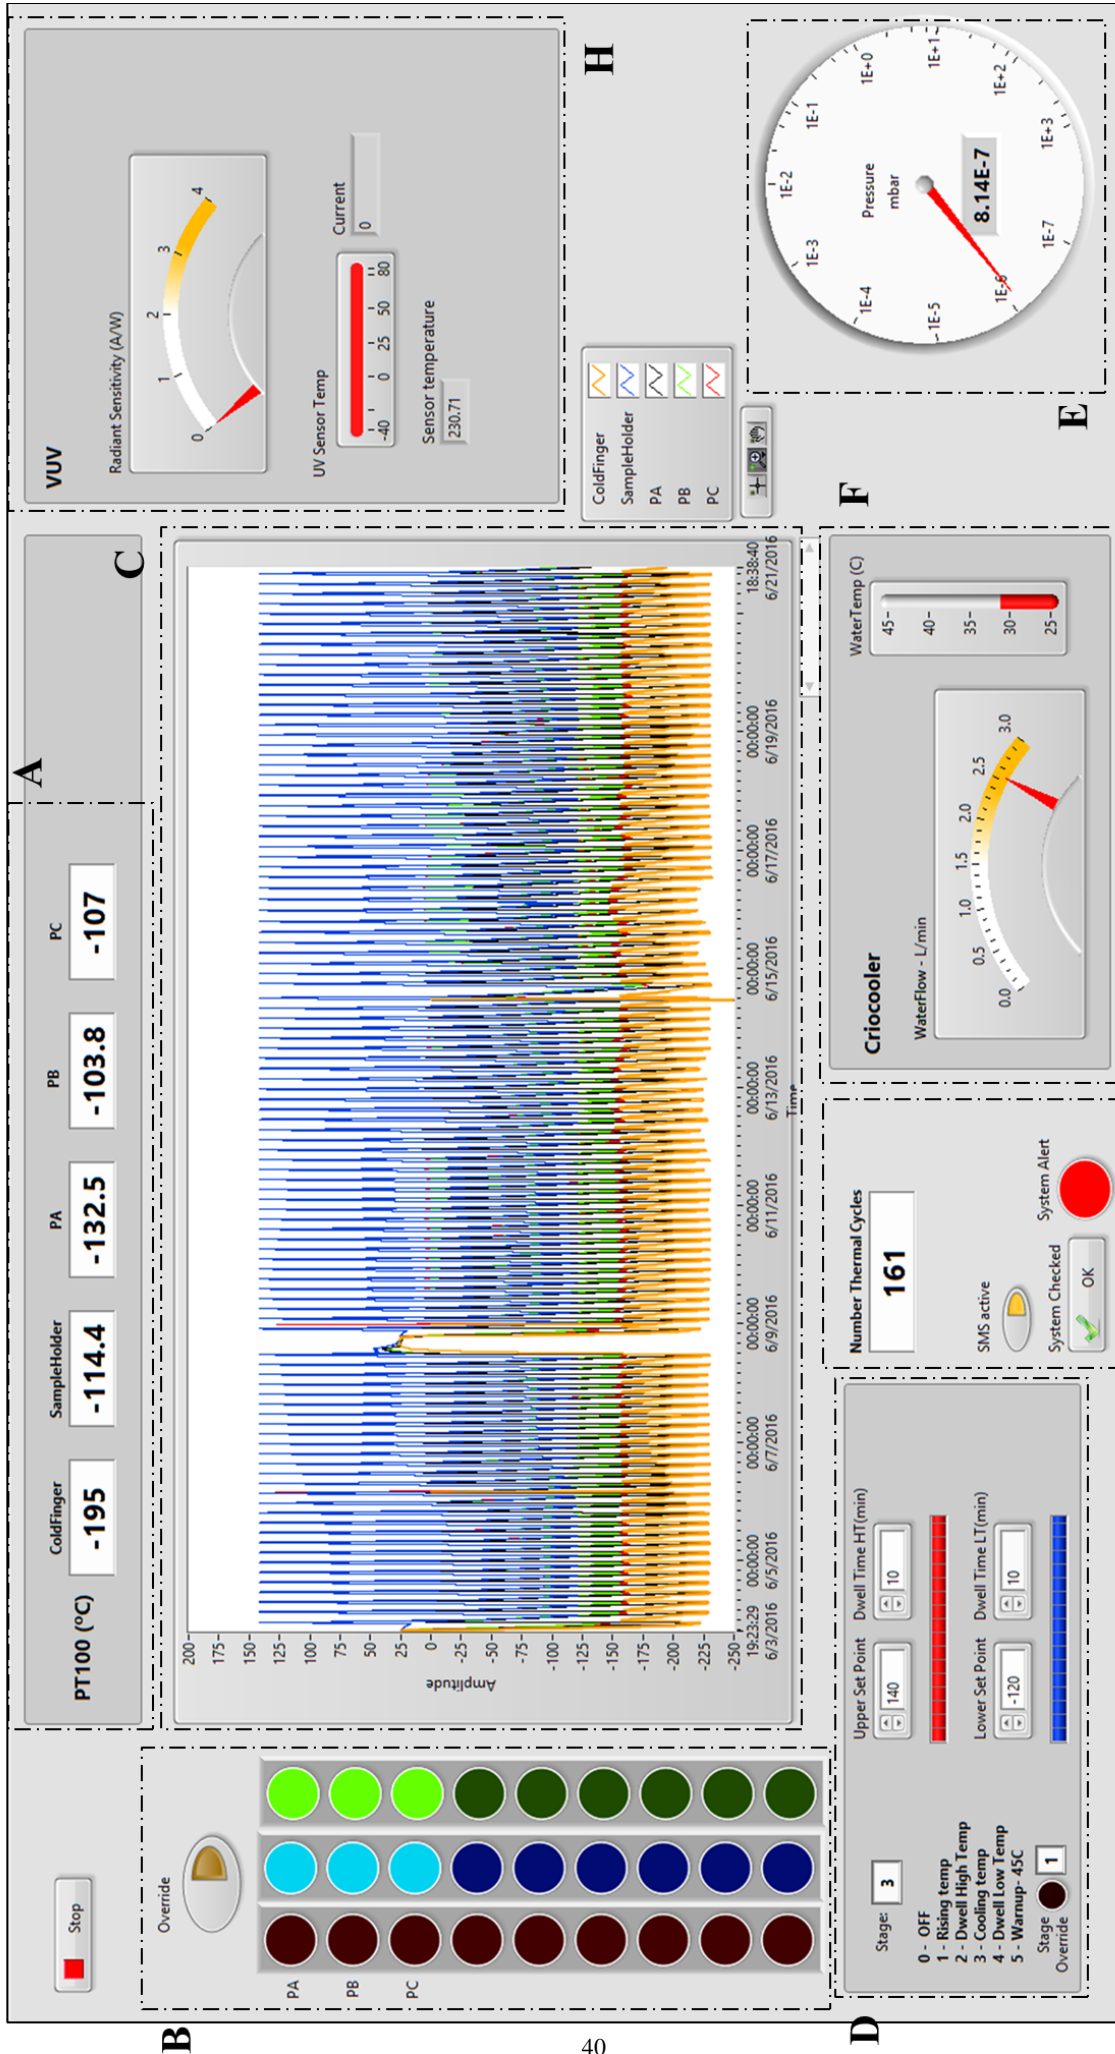 Stop
A
PT100 (ºC)
ColdFinger
-195
SampleHolder
-114.4
PA
-132.5
PB
-103.8
PC
-107
B
Override
PA
PB
PC
C
Amplitude
200
175
150
125
100
75
50
25
0
-25
-50
-75
-100
-125
-150
-175
-200
-225
-250
19:23:29
6/3/2016
00:00:00
6/5/2016
00:00:00
6/7/2016
00:00:00
6/9/2016
00:00:00
6/11/2016
00:00:00
6/13/2016
00:00:00
6/15/2016
00:00:00
6/17/2016
00:00:00
6/19/2016
18:38:40
6/21/2016
Time
VUV
Radiant Sensitivity (A/W)
0
1
2
3
4
UV Sensor Temp
-40
0
25
50
80
Current
0
Sensor temperature
230.71
H
ColdFinger
SampleHolder
PA
PB
PC
D
Stage:
3
0 - OFF
1 - Rising temp
2 - Dwell High Temp
3 - Cooling temp
4 - Dwell Low Temp
5 - Warnup- 45C
Stage
Override
1
Upper Set Point
140
Dwell Time HT(min)
10
Lower Set Point
-120
Dwell Time LT(min)
10
Number Thermal Cycles
161
SMS active
System Checked
OK
System Alert
F
Criocooler
WaterFlow - L/min
0.0
0.5
1.0
1.5
2.0
2.5
3.0
WaterTemp (C)
45
40
35
30
25
E
Pressure
mbar
8.14E-7
1E-7
1E-6
1E-5
1E-4
1E-3
1E-2
1E-1
1E+0
1E+1
1E+2
1E+3
40